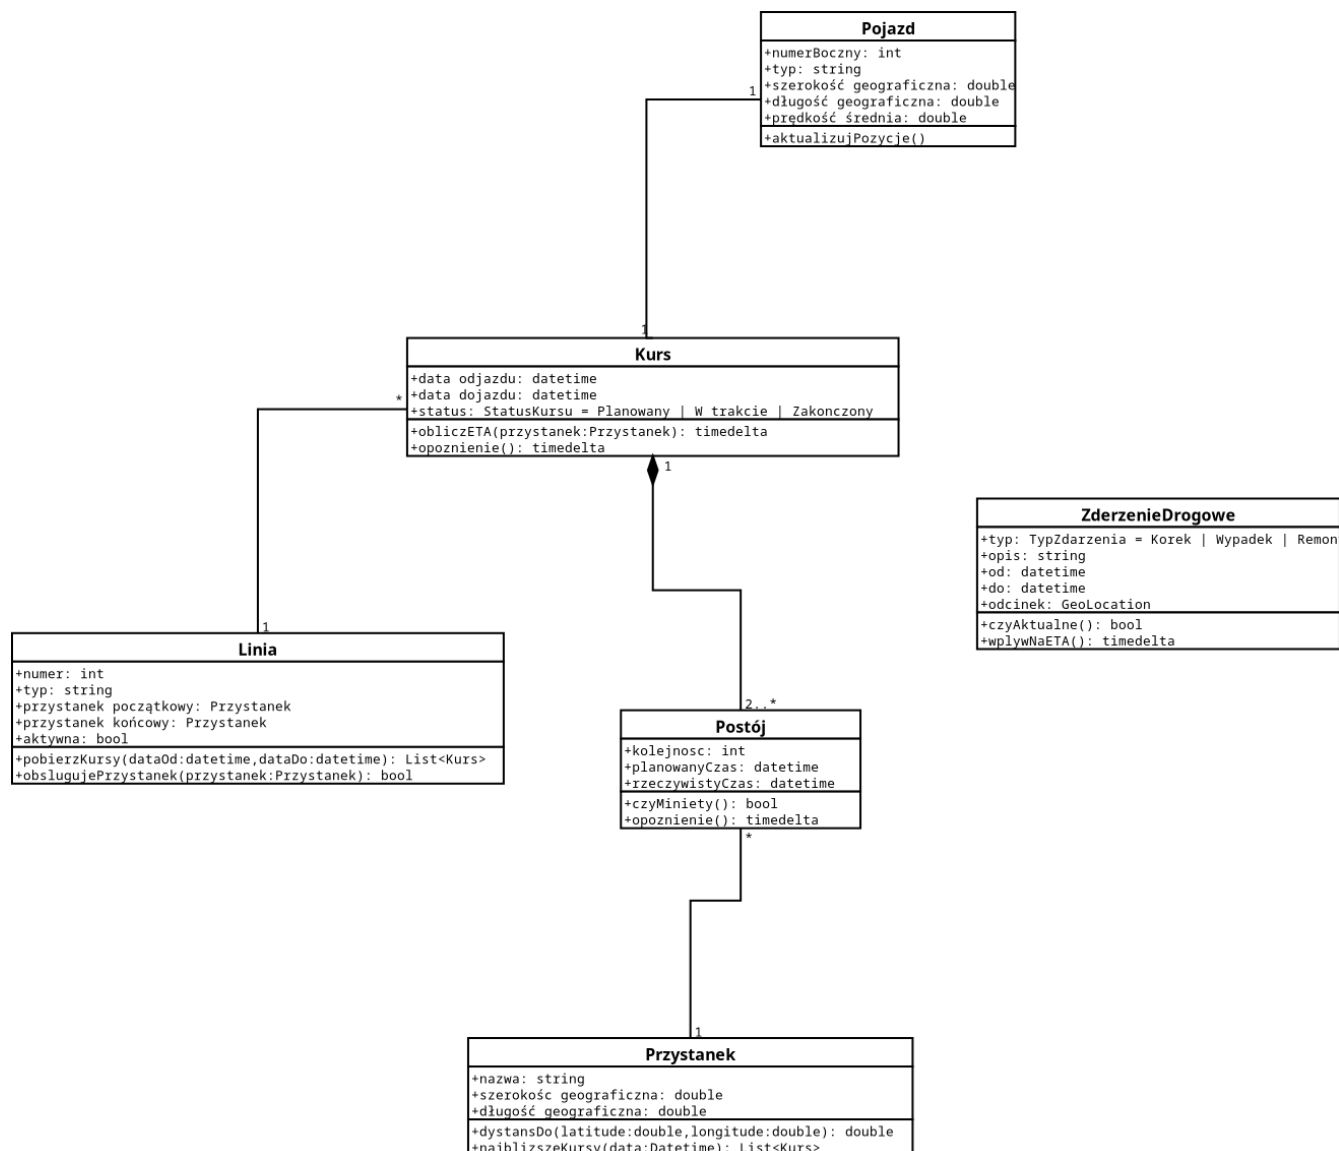 Pojazd
+numerBoczny: int
+typ: string
+szerokość geograficzna: double
+długość geograficzna: double
+prędkość średnia: double
+aktualizujPozycje()
1
1
Kurs
+data odjazdu: datetime
+data dojazdu: datetime
+status: StatusKursu = Planowany | W trakcie | Zakonczony
+obliczETA(przystanek:Przystanek): timedelta
+opoznienie(): timedelta
*
1
1
2..*
Linia
+numer: int
+typ: string
+przystanek początkowy: Przystanek
+przystanek końcowy: Przystanek
+aktywna: bool
+pobierzKursy(dataOd:datetime,dataDo:datetime): List<Kurs>
+obslugujePrzystanek(przystanek:Przystanek): bool
ZderzenieDrogowe
+typ: TypZdarzenia = Korek | Wypadek | Remon
+opis: string
+od: datetime
+do: datetime
+odcinek: GeoLocation
+czyAktualne(): bool
+wplywNaETA(): timedelta
Postój
+kolejnosc: int
+planowanyCzas: datetime
+rzeczywistyCzas: datetime
+czyMiniety(): bool
+opoznienie(): timedelta
*
1
Przystanek
+nazwa: string
+szerokośc geograficzna: double
+długość geograficzna: double
+dystansDo(latitude:double,longitude:double): double
+najblizszeKursy(data:Datetime): List<Kurs>